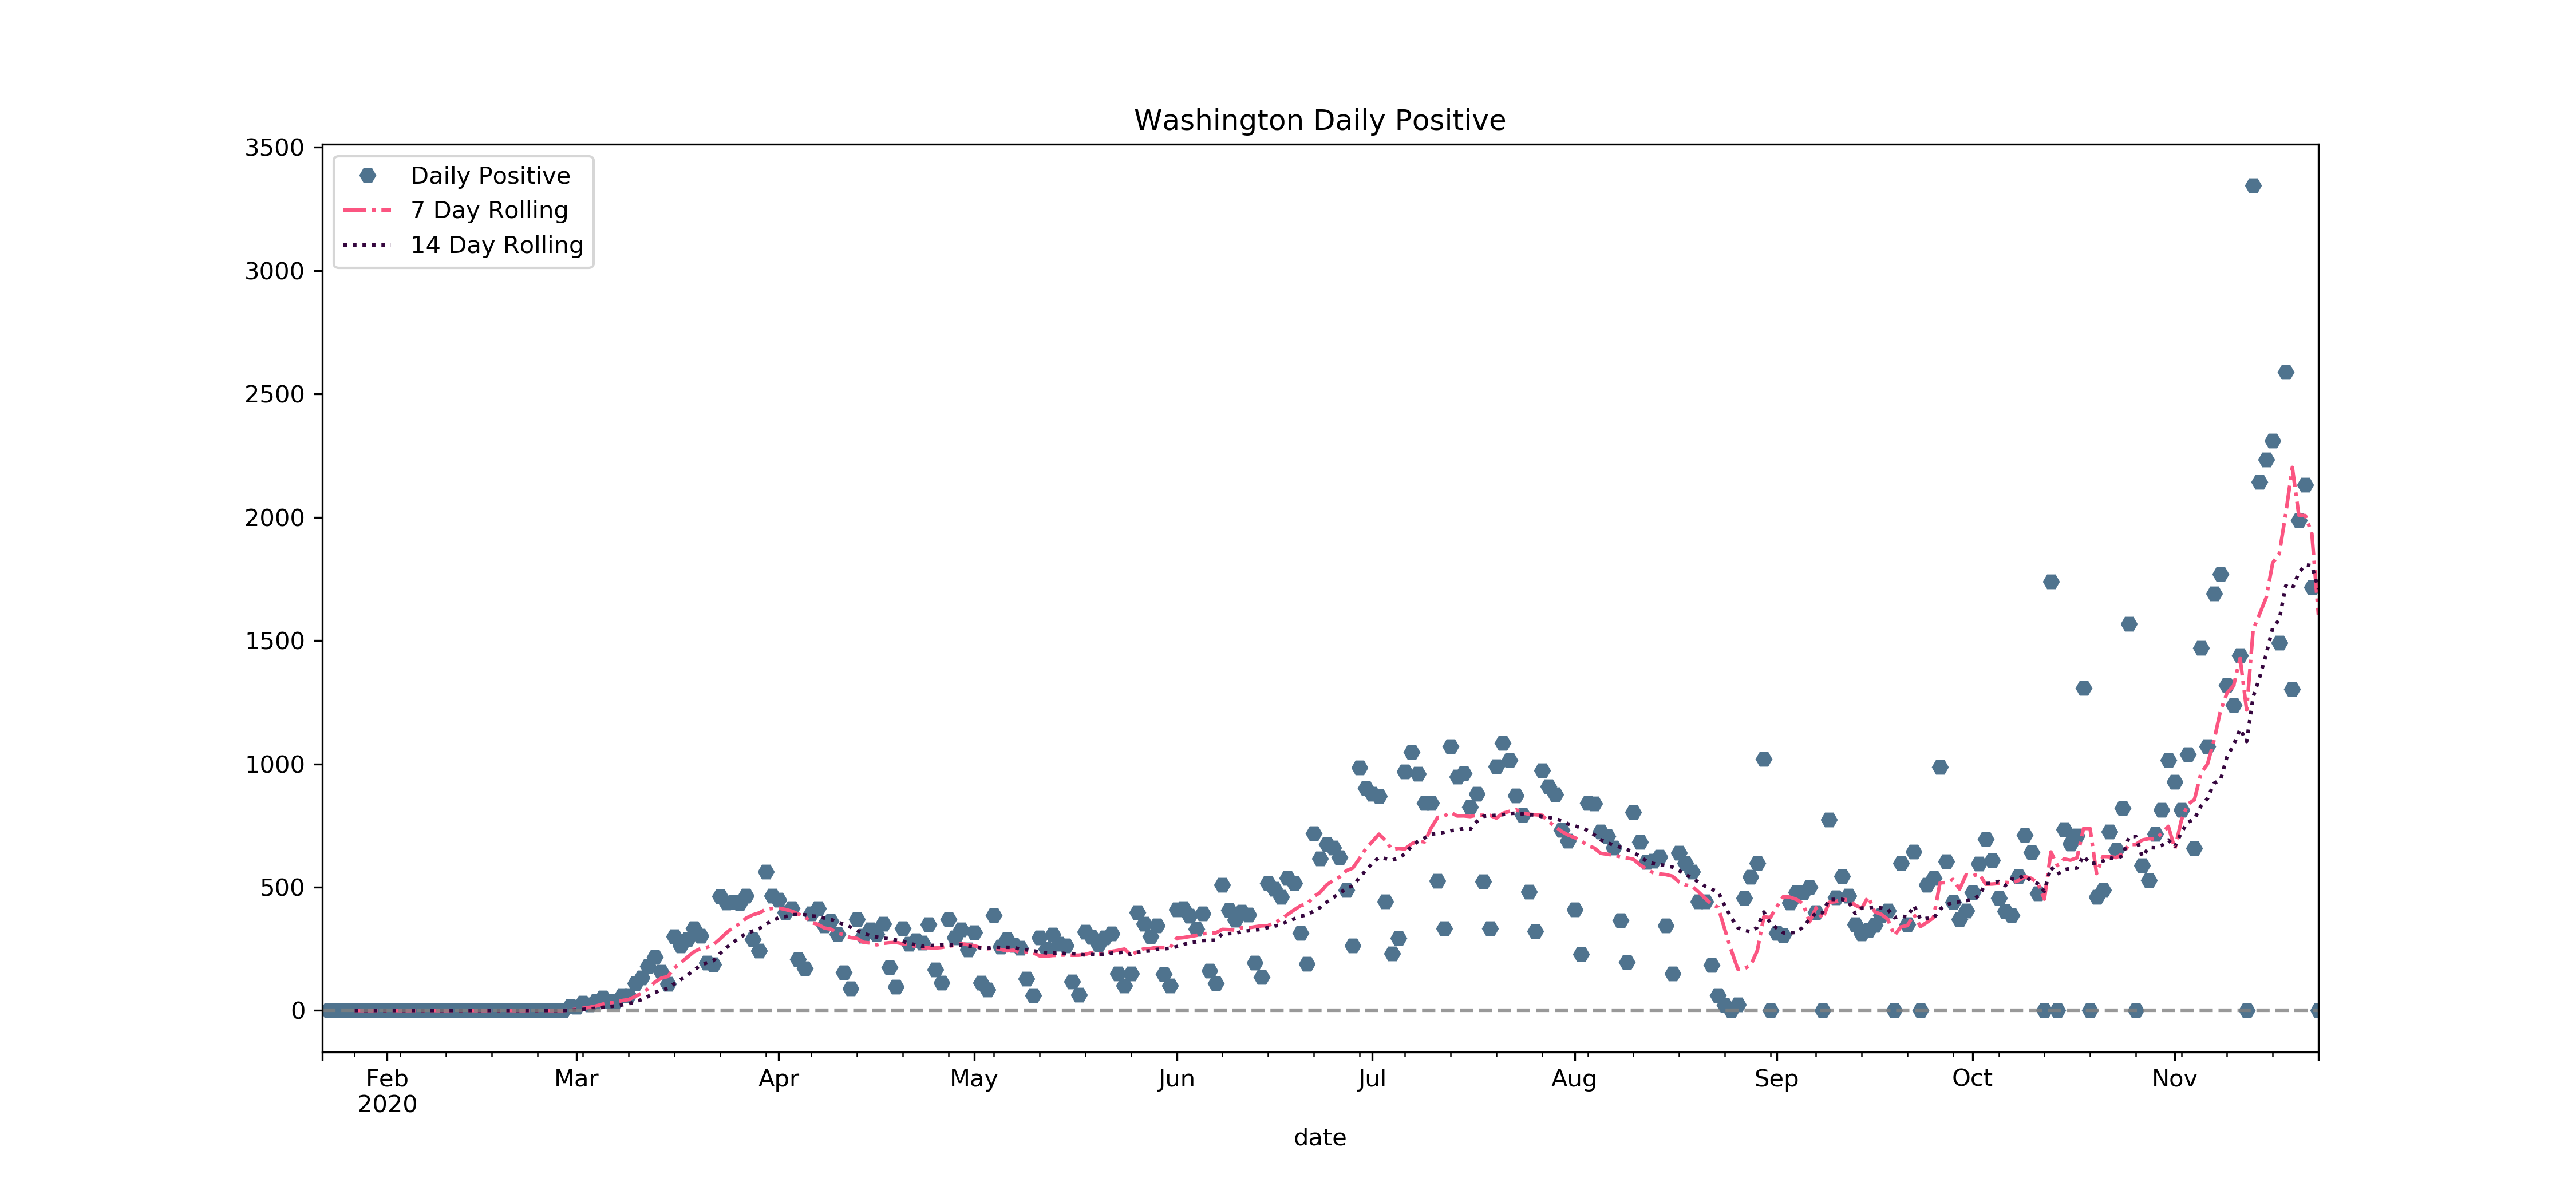 Washington Daily Positive
3500
3000
2500
2000
1500
1000
500
0
Daily Positive
7 Day Rolling
14 Day Rolling
Feb Mar Apr May Jun Jul Aug Sep Oct Nov
2020
date